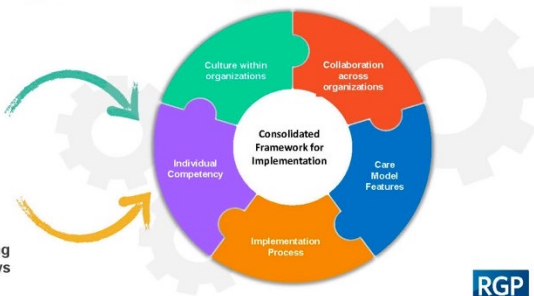 Culture within
organizations
Collaboration
across
organizations
Consolidated
Framework for
Implementation
Individual
Competency
Care
Model
Features
Implementation
Process
RGP